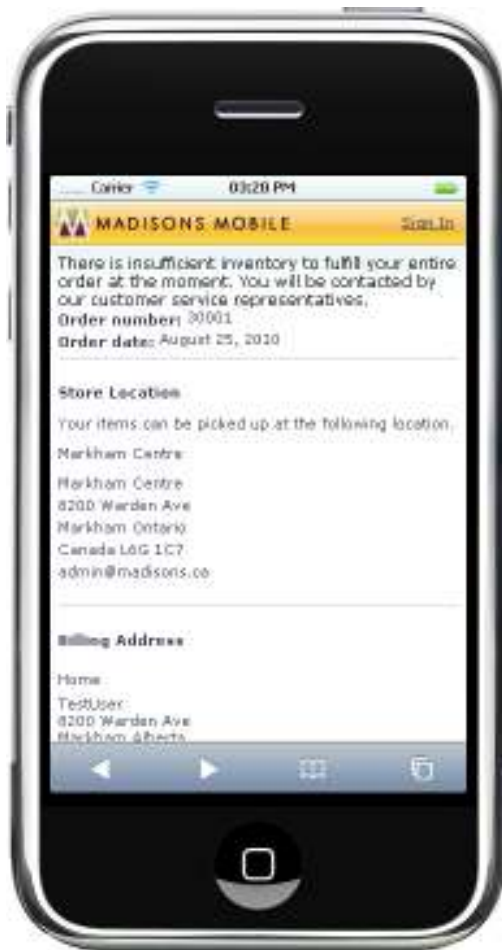 Carrier 03:20 PM
MADISONS MOBILE Sign In
There is insufficient inventory to fulfill your entire
order at the moment. You will be contacted by
our customer service representatives.
Order number: 30001
Order date: August 25, 2010
Store Location
Your items can be picked up at the following location.
Markham Centre
Markham Centre
8200 Warden Ave
Markham Ontario
Canada L6G 1C7
admin@madisons.ca
Billing Address
Home
TestUser
8200 Warden Ave
Markham Alberta